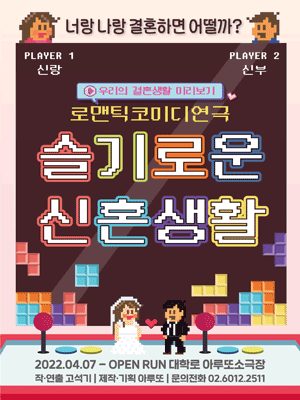 너랑 나랑 결혼하면 어떨까?
PLAYER 1
신랑
PLAYER 2
신부
우리의 결혼생활 미리보기
로맨틱코미디연극
슬기로운
신혼생활
2022.04.07 – OPEN RUN 대학로 아루또소극장
작·연출 고석기 | 제작·기획 아루또 | 문의전화 02.6012.2511